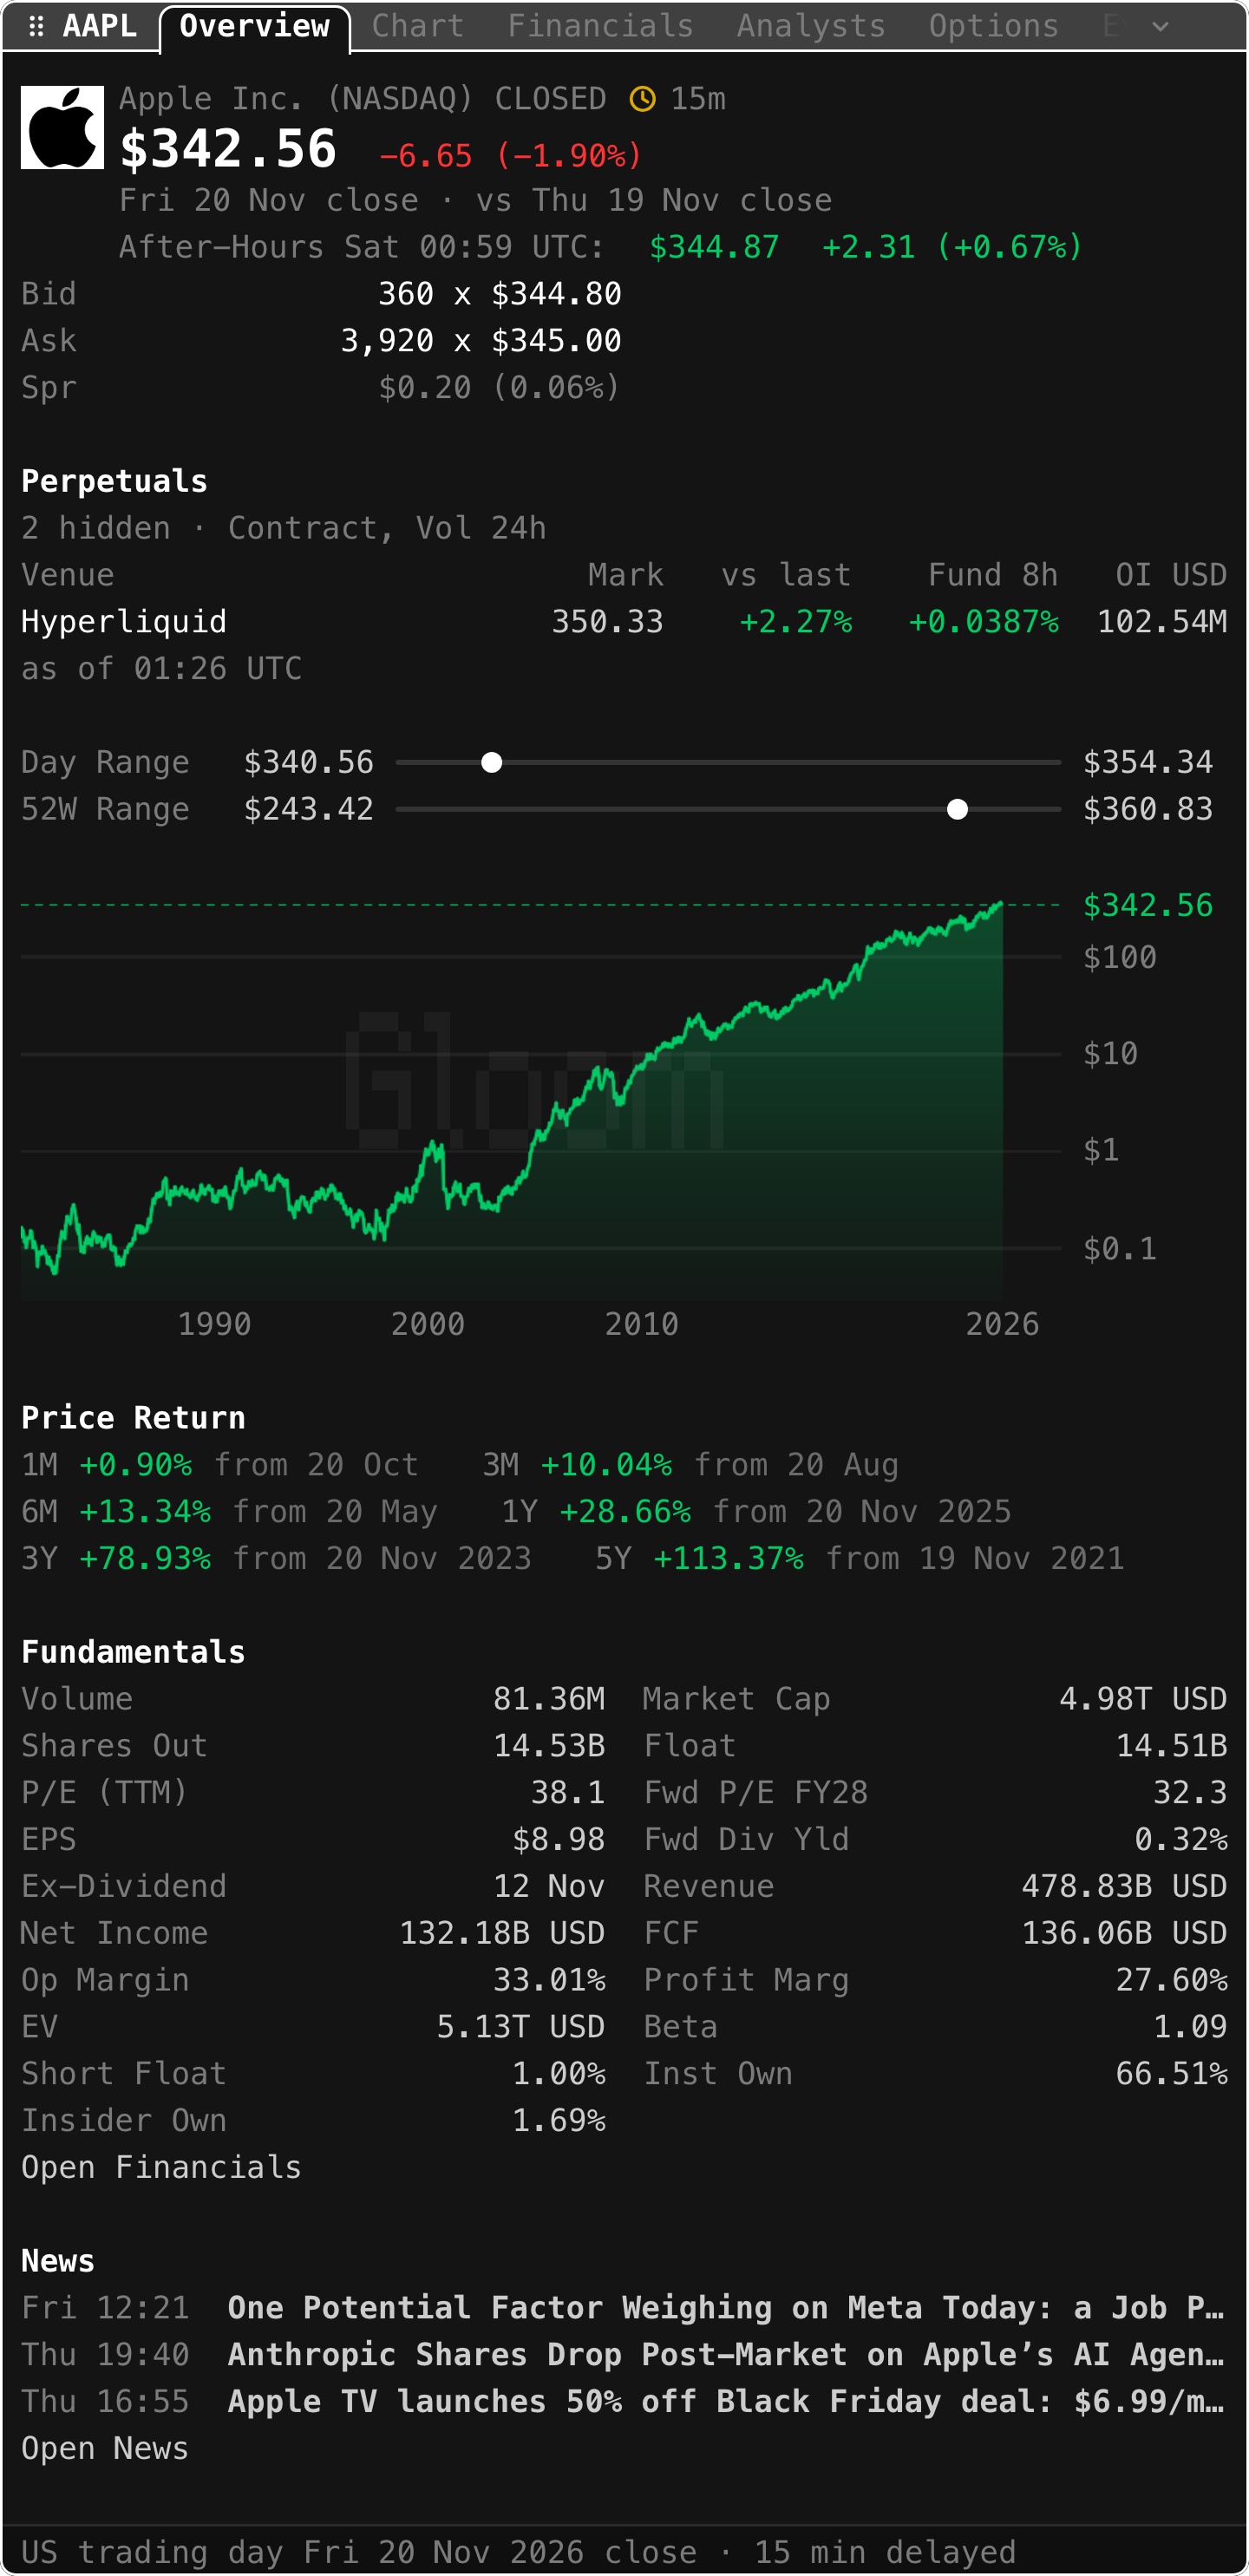 ⠿ AAPL Overview Chart Financials Analysts Options
Apple Inc. (NASDAQ) CLOSED 15m
$342.56 −6.65 (−1.90%)
Fri 20 Nov close · vs Thu 19 Nov close
After−Hours Sat 00:59 UTC: $344.87 +2.31 (+0.67%)
Bid 360 x $344.80
Ask 3,920 x $345.00
Spr $0.20 (0.06%)
Perpetuals
2 hidden · Contract, Vol 24h
Venue Mark vs last Fund 8h OI USD
Hyperliquid 350.33 +2.27% +0.0387% 102.54M
as of 01:26 UTC
Day Range $340.56 $354.34
52W Range $243.42 $360.83
$342.56
$100
$10
$1
$0.1
Gloom
1990 2000 2010 2026
Price Return
1M +0.90% from 20 Oct 3M +10.04% from 20 Aug
6M +13.34% from 20 May 1Y +28.66% from 20 Nov 2025
3Y +78.93% from 20 Nov 2023 5Y +113.37% from 19 Nov 2021
Fundamentals
Volume 81.36M Market Cap 4.98T USD
Shares Out 14.53B Float 14.51B
P/E (TTM) 38.1 Fwd P/E FY28 32.3
EPS $8.98 Fwd Div Yld 0.32%
Ex−Dividend 12 Nov Revenue 478.83B USD
Net Income 132.18B USD FCF 136.06B USD
Op Margin 33.01% Profit Marg 27.60%
EV 5.13T USD Beta 1.09
Short Float 1.00% Inst Own 66.51%
Insider Own 1.69%
Open Financials
News
Fri 12:21 One Potential Factor Weighing on Meta Today: a Job P…
Thu 19:40 Anthropic Shares Drop Post−Market on Apple’s AI Agen…
Thu 16:55 Apple TV launches 50% off Black Friday deal: $6.99/m…
Open News
US trading day Fri 20 Nov 2026 close · 15 min delayed